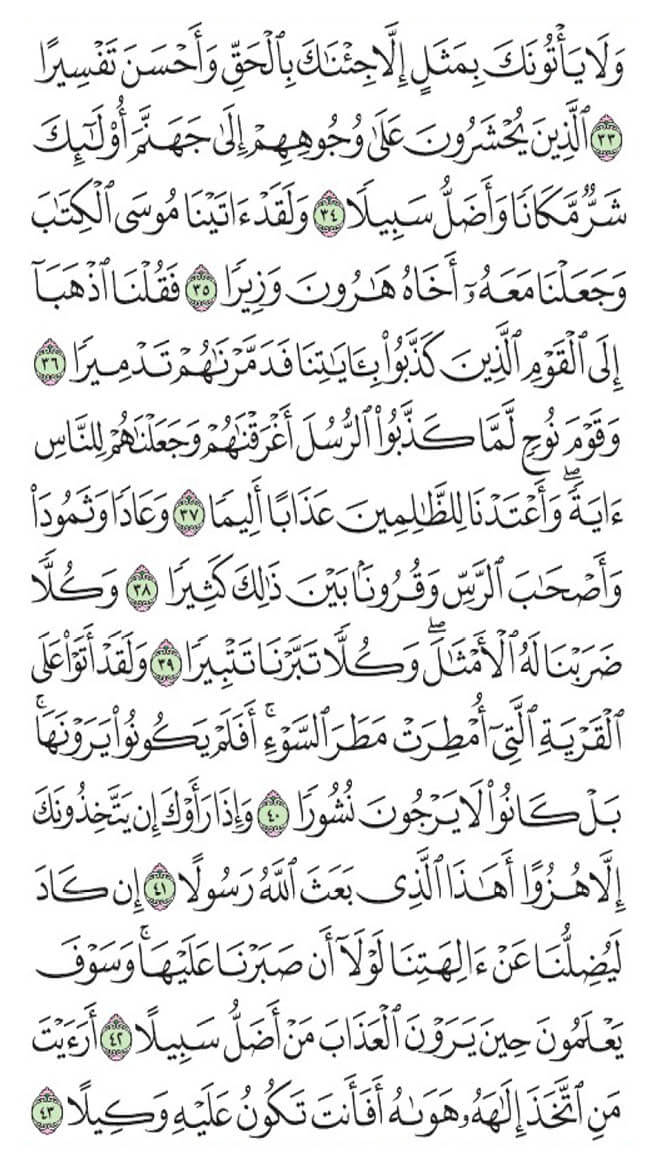 وَلَا يَأْتُونَكَ بِمَثَلٍ إِلَّا جِئْنَٰكَ بِٱلْحَقِّ وَأَحْسَنَ تَفْسِيرًا
٣٣ ٱلَّذِينَ يُحْشَرُونَ عَلَىٰ وُجُوهِهِمْ إِلَىٰ جَهَنَّمَ أُو۟لَٰٓئِكَ
شَرٌّ مَّكَانًا وَأَضَلُّ سَبِيلًا ٣٤ وَلَقَدْ ءَاتَيْنَا مُوسَى ٱلْكِتَٰبَ
وَجَعَلْنَا مَعَهُۥٓ أَخَاهُ هَٰرُونَ وَزِيرًا ٣٥ فَقُلْنَا ٱذْهَبَآ
إِلَى ٱلْقَوْمِ ٱلَّذِينَ كَذَّبُوا۟ بِـَٔايَٰتِنَا فَدَمَّرْنَٰهُمْ تَدْمِيرًا ٣٦
وَقَوْمَ نُوحٍ لَّمَّا كَذَّبُوا۟ ٱلرُّسُلَ أَغْرَقْنَٰهُمْ وَجَعَلْنَٰهُمْ لِلنَّاسِ
ءَايَةً ۖ وَأَعْتَدْنَا لِلظَّٰلِمِينَ عَذَابًا أَلِيمًا ٣٧ وَعَادًا وَثَمُودَا۟
وَأَصْحَٰبَ ٱلرَّسِّ وَقُرُونًۢا بَيْنَ ذَٰلِكَ كَثِيرًا ٣٨ وَكُلًّا
ضَرَبْنَا لَهُ ٱلْأَمْثَٰلَ ۖ وَكُلًّا تَبَّرْنَا تَتْبِيرًا ٣٩ وَلَقَدْ أَتَوْا۟ عَلَى
ٱلْقَرْيَةِ ٱلَّتِىٓ أُمْطِرَتْ مَطَرَ ٱلسَّوْءِ ۚ أَفَلَمْ يَكُونُوا۟ يَرَوْنَهَا ۚ
بَلْ كَانُوا۟ لَا يَرْجُونَ نُشُورًا ٤٠ وَإِذَا رَأَوْكَ إِن يَتَّخِذُونَكَ
إِلَّا هُزُوًا أَهَٰذَا ٱلَّذِى بَعَثَ ٱللَّهُ رَسُولًا ٤١ إِن كَادَ
لَيُضِلُّنَا عَنْ ءَالِهَتِنَا لَوْلَآ أَن صَبَرْنَا عَلَيْهَا ۚ وَسَوْفَ
يَعْلَمُونَ حِينَ يَرَوْنَ ٱلْعَذَابَ مَنْ أَضَلُّ سَبِيلًا ٤٢ أَرَءَيْتَ
مَنِ ٱتَّخَذَ إِلَٰهَهُۥ هَوَىٰهُ أَفَأَنتَ تَكُونُ عَلَيْهِ وَكِيلًا ٤٣